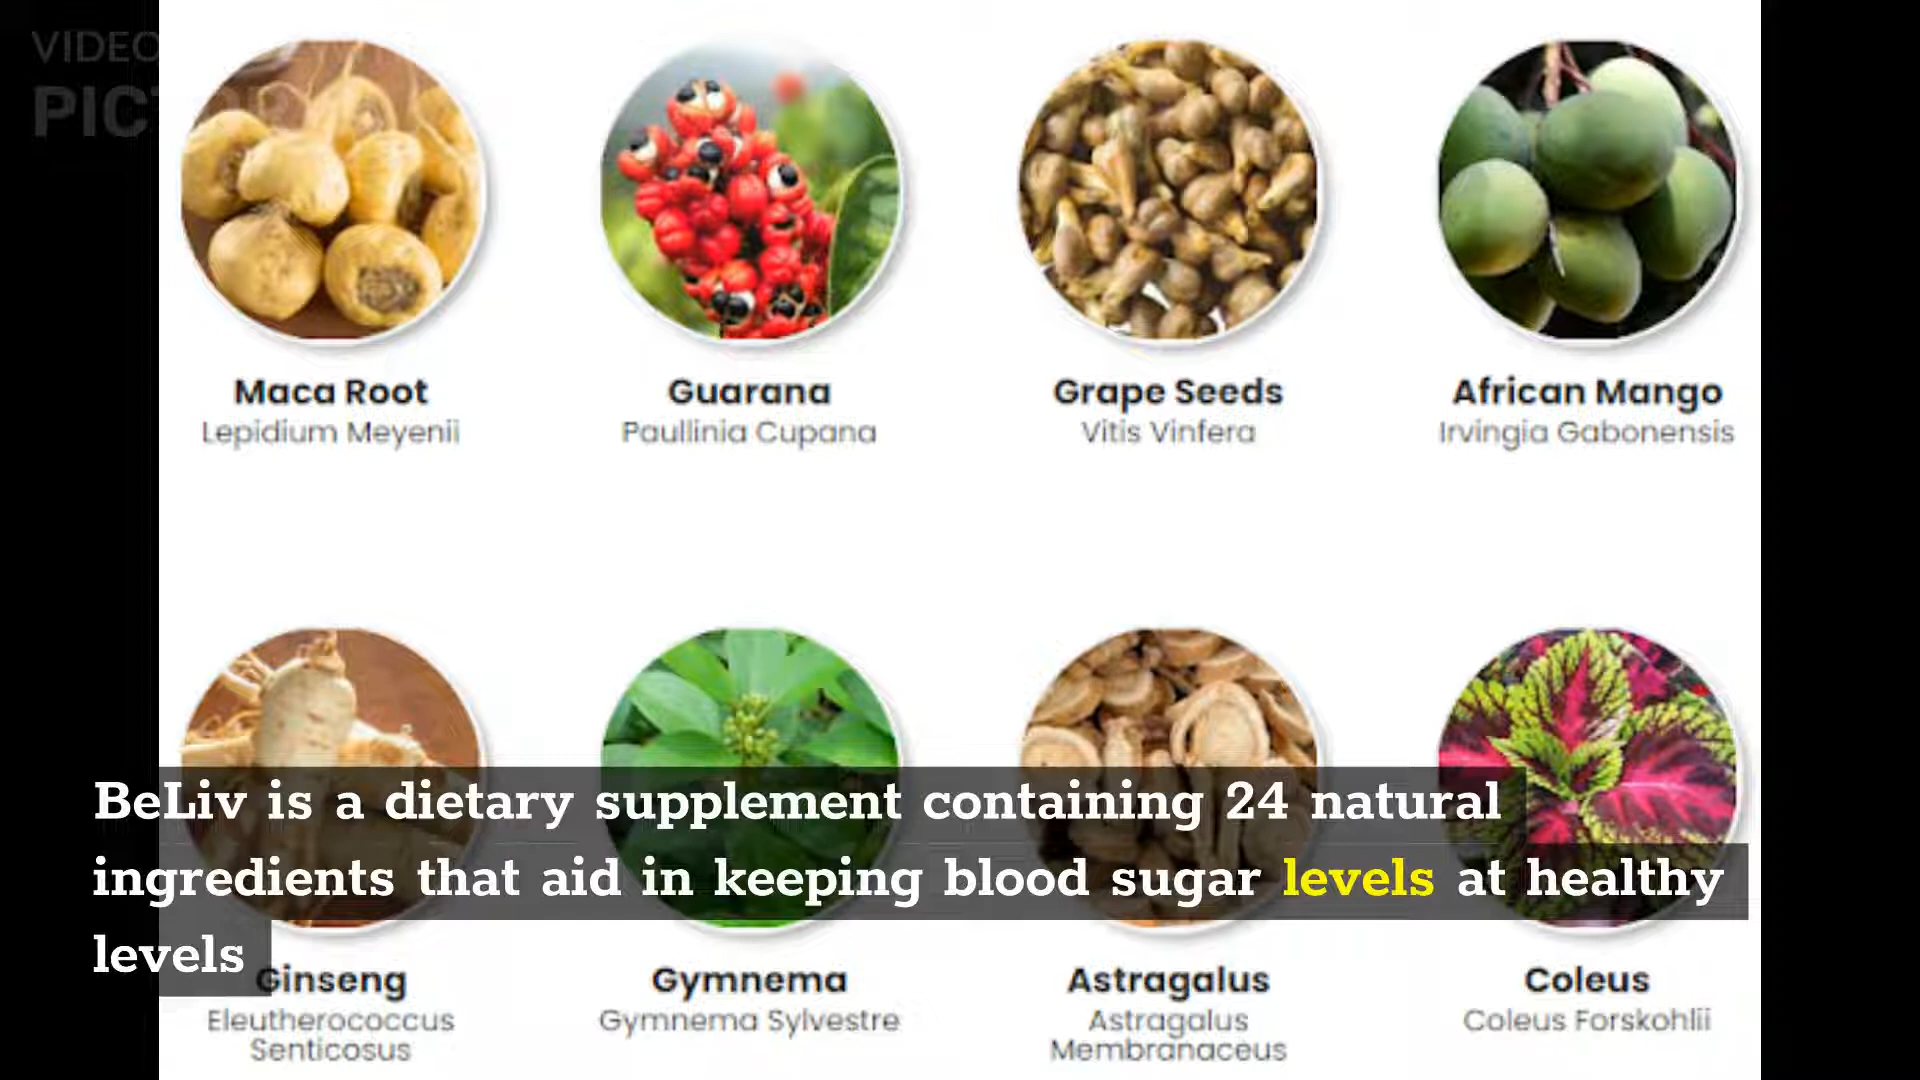 VIDEO
PICT
Maca Root
Lepidium Meyenii
Guarana
Paullinia Cupana
Grape Seeds
Vitis Vinfera
African Mango
Irvingia Gabonensis
BeLiv is a dietary supplement containing 24 natural
ingredients that aid in keeping blood sugar levels at healthy
levels
Ginseng
Eleutherococcus
Senticosus
Gymnema
Gymnema Sylvestre
Astragalus
Astragalus
Membranaceus
Coleus
Coleus Forskohlii